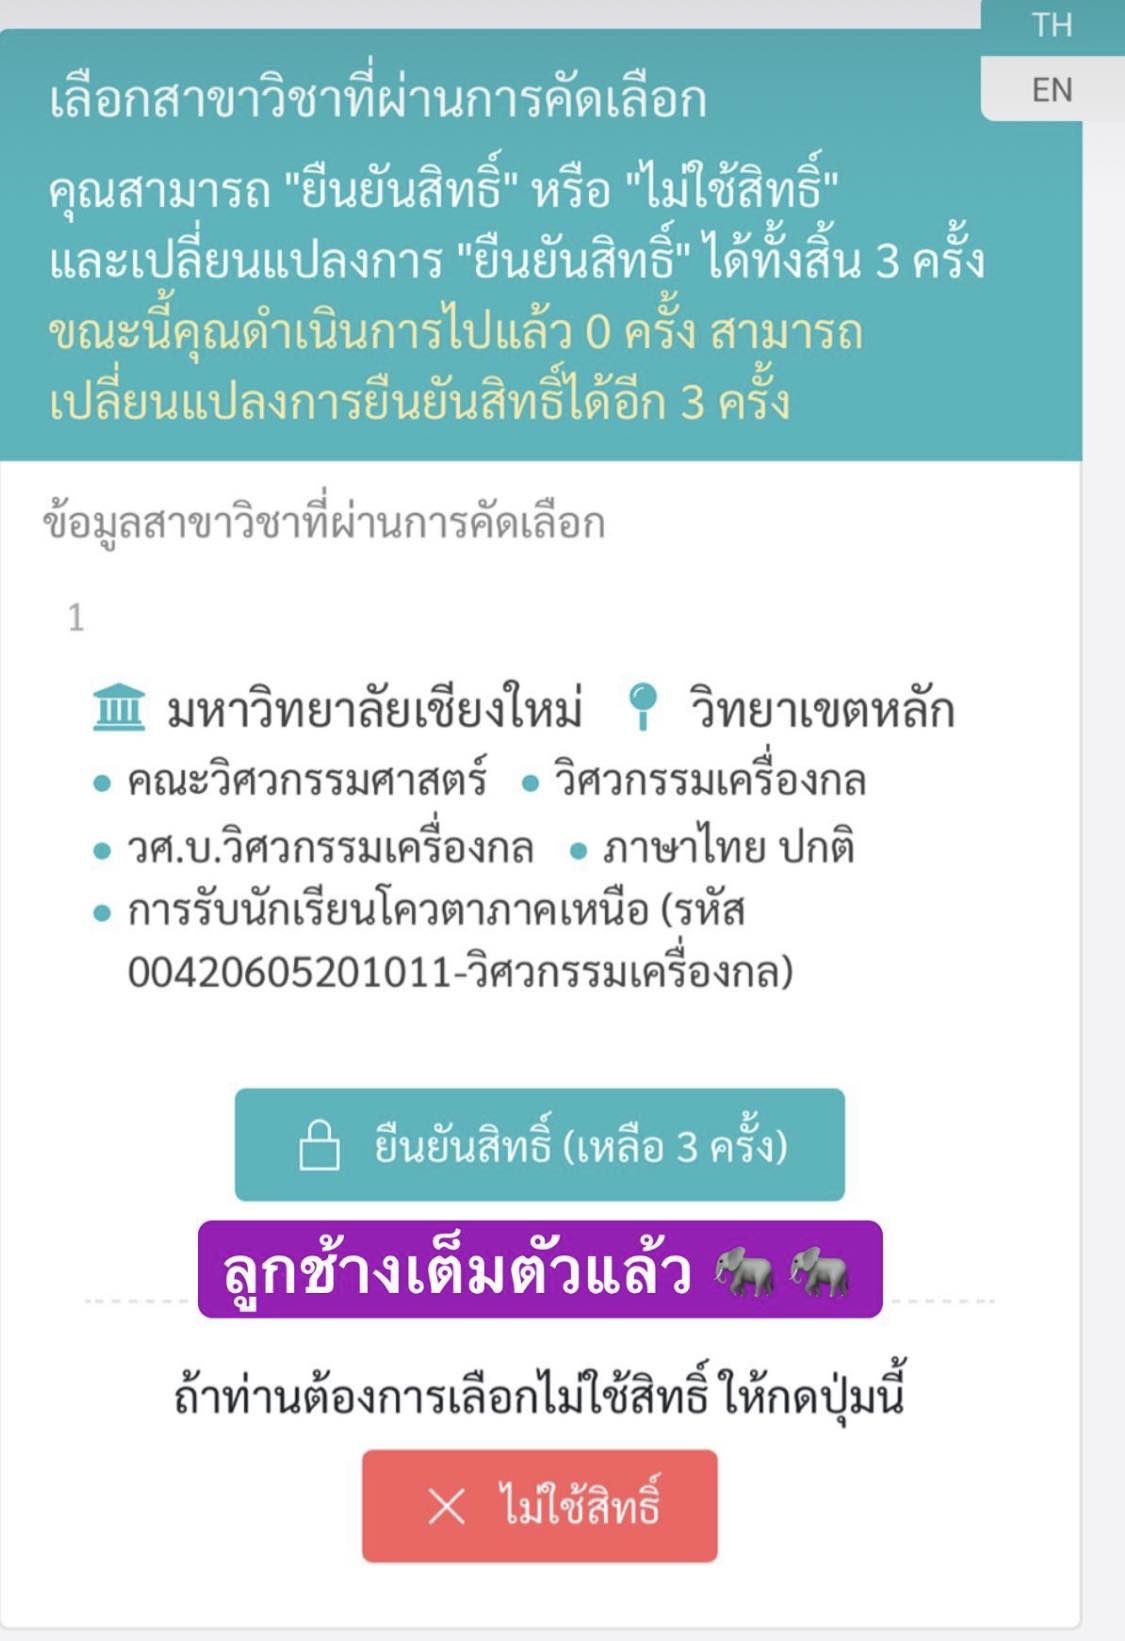 TH
EN
เลือกสาขาวิชาที่ผ่านการคัดเลือก
คุณสามารถ "ยืนยันสิทธิ์" หรือ "ไม่ใช้สิทธิ์"
และเปลี่ยนแปลงการ "ยืนยันสิทธิ์" ได้ทั้งสิ้น 3 ครั้ง
ขณะนี้คุณดำเนินการไปแล้ว 0 ครั้ง สามารถ
เปลี่ยนแปลงการยืนยันสิทธิ์ได้อีก 3 ครั้ง
ข้อมูลสาขาวิชาที่ผ่านการคัดเลือก
1
มหาวิทยาลัยเชียงใหม่ วิทยาเขตหลัก
• คณะวิศวกรรมศาสตร์ • วิศวกรรมเครื่องกล
• วศ.บ.วิศวกรรมเครื่องกล • ภาษาไทย ปกติ
• การรับนักเรียนโควตาภาคเหนือ (รหัส
00420605201011-วิศวกรรมเครื่องกล)
ยืนยันสิทธิ์ (เหลือ 3 ครั้ง)
ลูกช้างเต็มตัวแล้ว 🐘🐘
ถ้าท่านต้องการเลือกไม่ใช้สิทธิ์ ให้กดปุ่มนี้
ไม่ใช้สิทธิ์